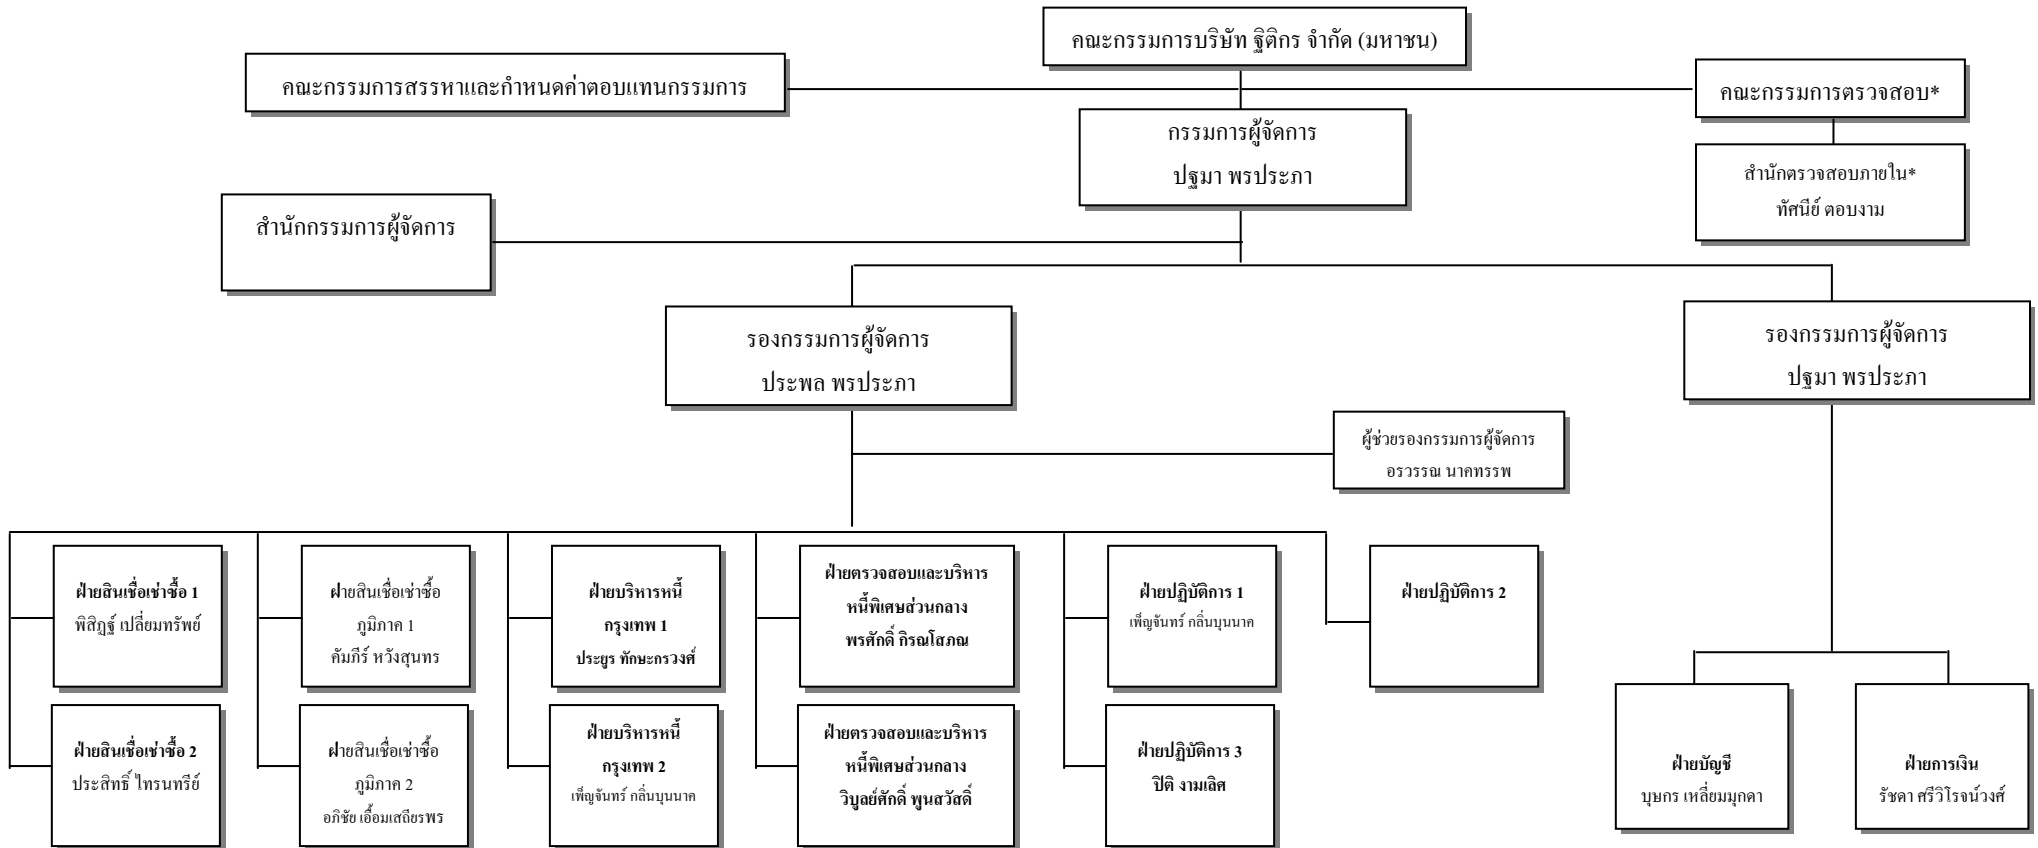 คณะกรรมการบริษัท ฐิติกร จำกัด (มหาชน)
คณะกรรมการสรรหาและกำหนดค่าตอบแทนกรรมการ
คณะกรรมการตรวจสอบ*
กรรมการผู้จัดการ
ปฐมา พรประภา
สำนักตรวจสอบภายใน*
ทัศนีย์ ตอบงาม
สำนักกรรมการผู้จัดการ
รองกรรมการผู้จัดการ
ประพล พรประภา
รองกรรมการผู้จัดการ
ปฐมา พรประภา
ผู้ช่วยรองกรรมการผู้จัดการ
อรวรรณ นาคทรรพ
ฝ่ายสินเชื่อเช่าซื้อ 1
พิสิฏฐ์ เปลี่ยมทรัพย์
ฝ่ายสินเชื่อเช่าซื้อ
ภูมิภาค 1
คัมภีร์ หวังสุนทร
ฝ่ายบริหารหนี้
กรุงเทพ 1
ประยูร ทักษะกรวงศ์
ฝ่ายตรวจสอบและบริหาร
หนี้พิเศษส่วนกลาง
พรศักดิ์ กิรณโสภณ
ฝ่ายปฏิบัติการ 1
เพ็ญจันทร์ กลิ่นบุนนาค
ฝ่ายปฏิบัติการ 2
ฝ่ายสินเชื่อเช่าซื้อ 2
ประสิทธิ์ ไทรนทรีย์
ฝ่ายสินเชื่อเช่าซื้อ
ภูมิภาค 2
อภิชัย เอื้อมเสถียรพร
ฝ่ายบริหารหนี้
กรุงเทพ 2
เพ็ญจันทร์ กลิ่นบุนนาค
ฝ่ายตรวจสอบและบริหาร
หนี้พิเศษส่วนกลาง
วิบูลย์ศักดิ์ พูนสวัสดิ์
ฝ่ายปฏิบัติการ 3
ปิติ งามเลิศ
ฝ่ายบัญชี
บุษกร เหลี่ยมมุกดา
ฝ่ายการเงิน
รัชดา ศรีวิโรจน์วงศ์